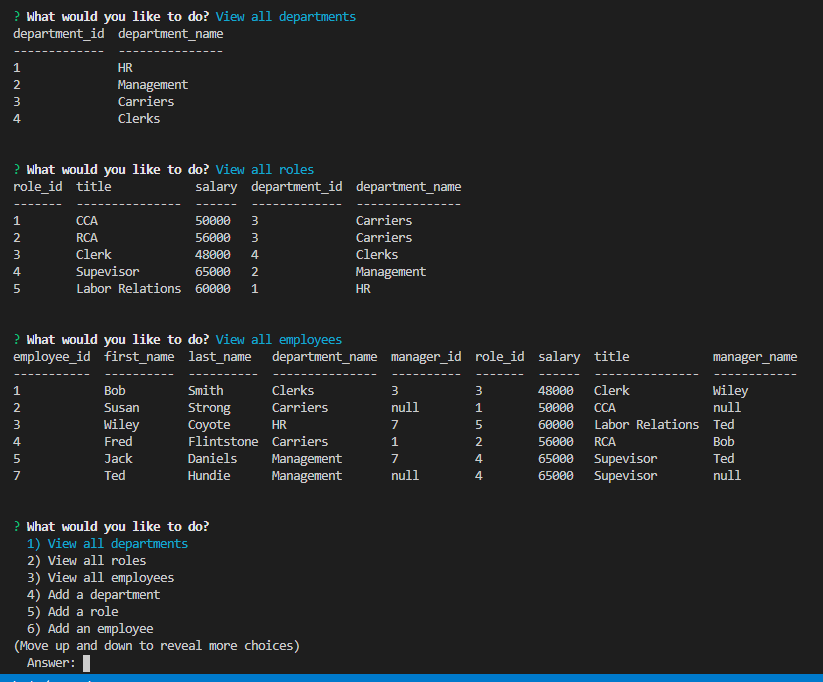 ? What would you like to do? View all departments
department_id  department_name
-------------  ---------------
1              HR
2              Management
3              Carriers
4              Clerks
? What would you like to do? View all roles
role_id  title            salary  department_id  department_name
-------  ---------------  ------  -------------  ---------------
1        CCA              50000   3              Carriers
2        RCA              56000   3              Carriers
3        Clerk            48000   4              Clerks
4        Supevisor        65000   2              Management
5        Labor Relations  60000   1              HR
? What would you like to do? View all employees
employee_id  first_name  last_name   department_name  manager_id  role_id  salary  title            manager_name
-----------  ----------  ----------  ---------------  ----------  -------  ------  ---------------  ------------
1            Bob         Smith       Clerks           3           3        48000   Clerk            Wiley
2            Susan       Strong      Carriers         null        1        50000   CCA              null
3            Wiley       Coyote      HR               7           5        60000   Labor Relations  Ted
4            Fred        Flintstone  Carriers         1           2        56000   RCA              Bob
5            Jack        Daniels     Management       7           4        65000   Supevisor        Ted
7            Ted         Hundie      Management       null        4        65000   Supevisor        null
? What would you like to do?
1) View all departments
2) View all roles
3) View all employees
4) Add a department
5) Add a role
6) Add an employee
(Move up and down to reveal more choices)
Answer: